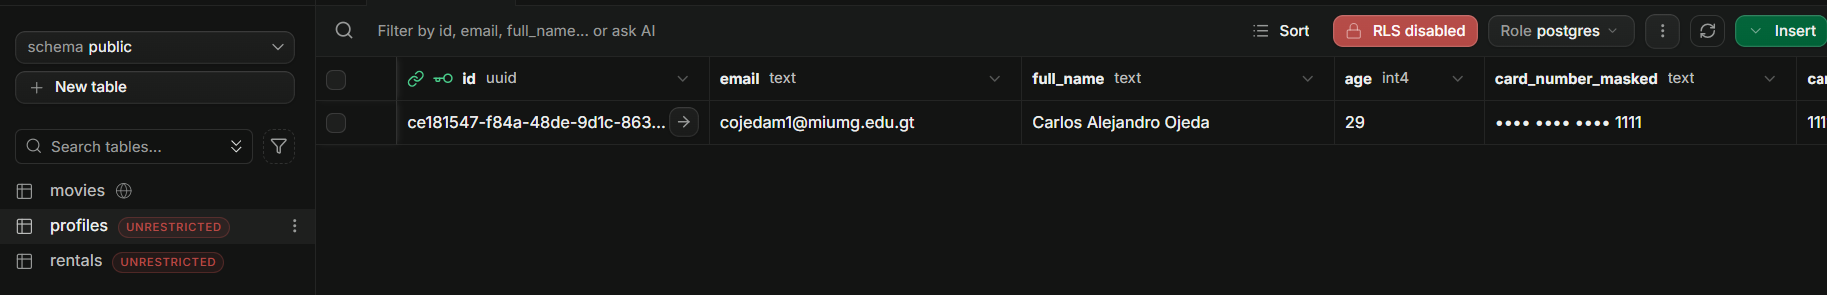 schema public
New table
Search tables...
movies
profiles UNRESTRICTED
rentals UNRESTRICTED
Filter by id, email, full_name... or ask AI
Sort
RLS disabled
Role postgres
Insert
id uuid email text full_name text age int4 card_number_masked text car
ce181547-f84a-48de-9d1c-863... cojedam1@miumg.edu.gt Carlos Alejandro Ojeda 29 •••• •••• •••• 1111 111